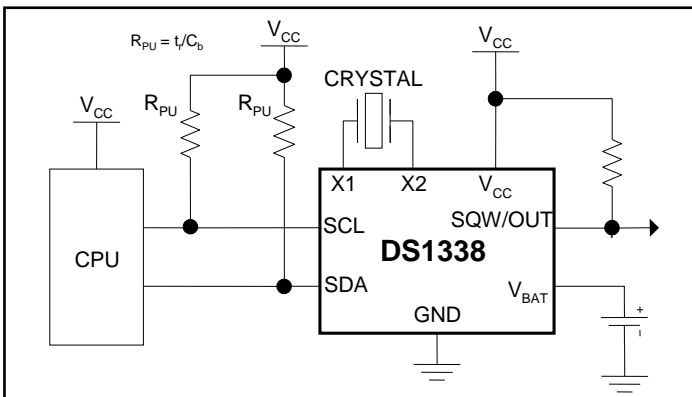 R_PU = t_r/C_b
V_CC
V_CC
CRYSTAL
V_CC
R_PU
R_PU
X1
X2
V_CC
SCL
SQW/OUT
CPU
DS1338
SDA
V_BAT
GND
+
-